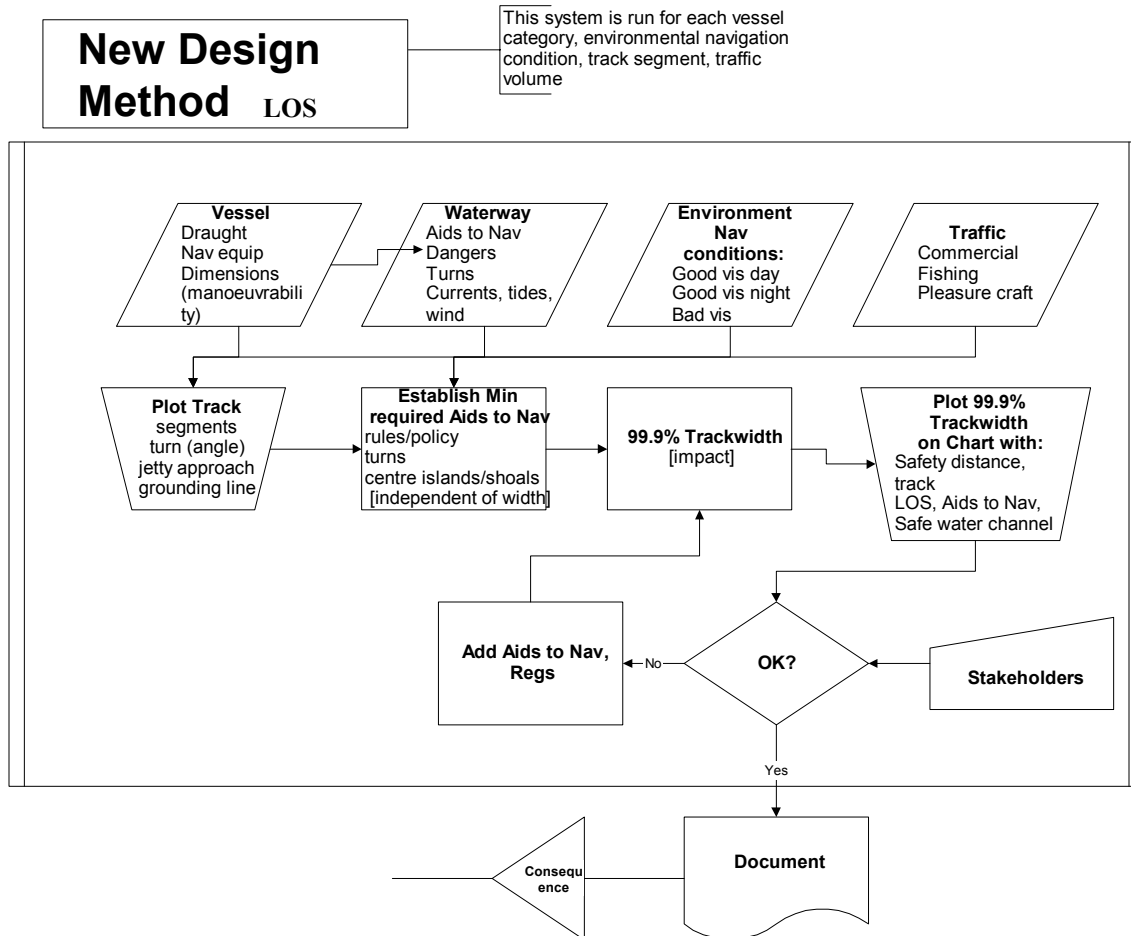 New Design
Method LOS
This system is run for each vessel
category, environmental navigation
condition, track segment, traffic
volume
Vessel
Draught
Nav equip
Dimensions
(manoeuvrabili
ty)
Waterway
Aids to Nav
Dangers
Turns
Currents, tides,
wind
Environment
Nav
conditions:
Good vis day
Good vis night
Bad vis
Traffic
Commercial
Fishing
Pleasure craft
Plot Track
segments
turn (angle)
jetty approach
grounding line
Establish Min
required Aids to Nav
rules/policy
turns
centre islands/shoals
[independent of width]
99.9% Trackwidth
[impact]
Plot 99.9%
Trackwidth
on Chart with:
Safety distance,
track
LOS, Aids to Nav,
Safe water channel
Add Aids to Nav,
Regs
No
OK?
Stakeholders
Yes
Consequ
ence
Document